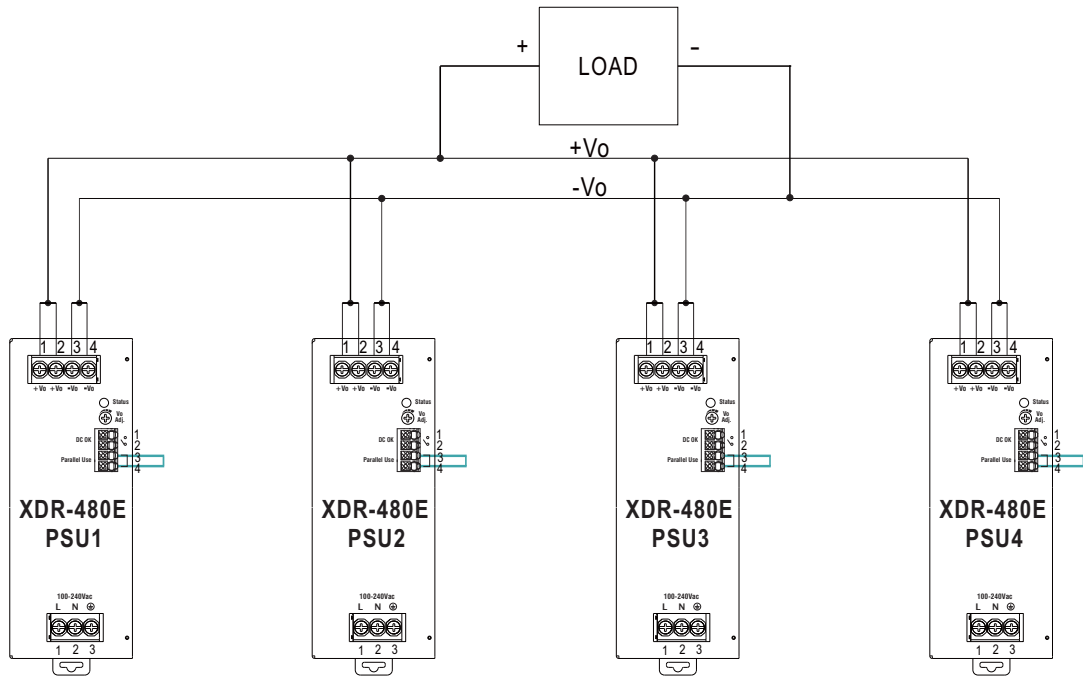 + LOAD -
+Vo
-Vo
1 2 3 4
+Vo +Vo -Vo -Vo
Status
Vo
Adj.
DC OK
1
2
Parallel Use
3
4
XDR-480E
PSU1
100-240Vac
L N
1 2 3
1 2 3 4
+Vo +Vo -Vo -Vo
Status
Vo
Adj.
DC OK
1
2
Parallel Use
3
4
XDR-480E
PSU2
100-240Vac
L N
1 2 3
1 2 3 4
+Vo +Vo -Vo -Vo
Status
Vo
Adj.
DC OK
1
2
Parallel Use
3
4
XDR-480E
PSU3
100-240Vac
L N
1 2 3
1 2 3 4
+Vo +Vo -Vo -Vo
Status
Vo
Adj.
DC OK
1
2
Parallel Use
3
4
XDR-480E
PSU4
100-240Vac
L N
1 2 3